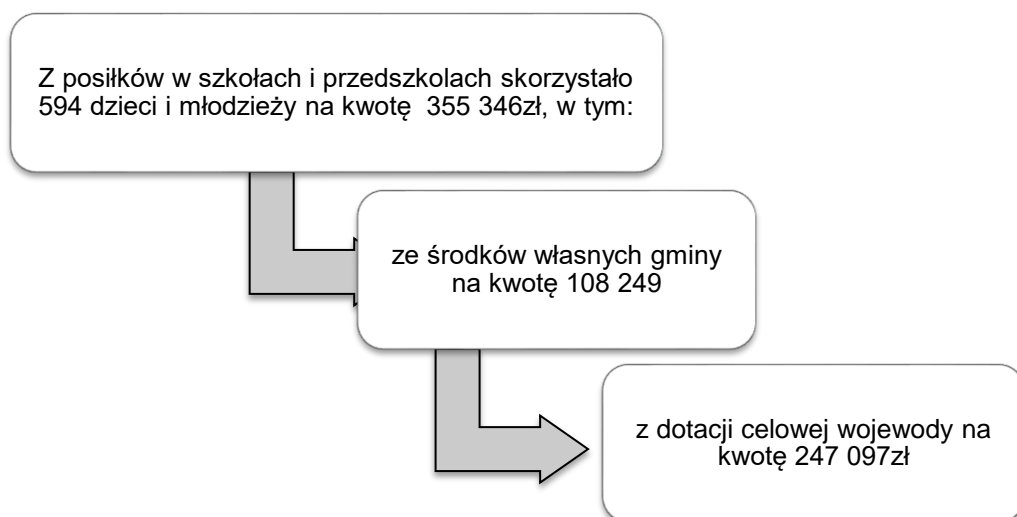 Z posiłków w szkołach i przedszkolach skorzystało
594 dzieci i młodzieży na kwotę  355 346zł, w tym:
ze środków własnych gminy
na kwotę 108 249
z dotacji celowej wojewody na
kwotę 247 097zł